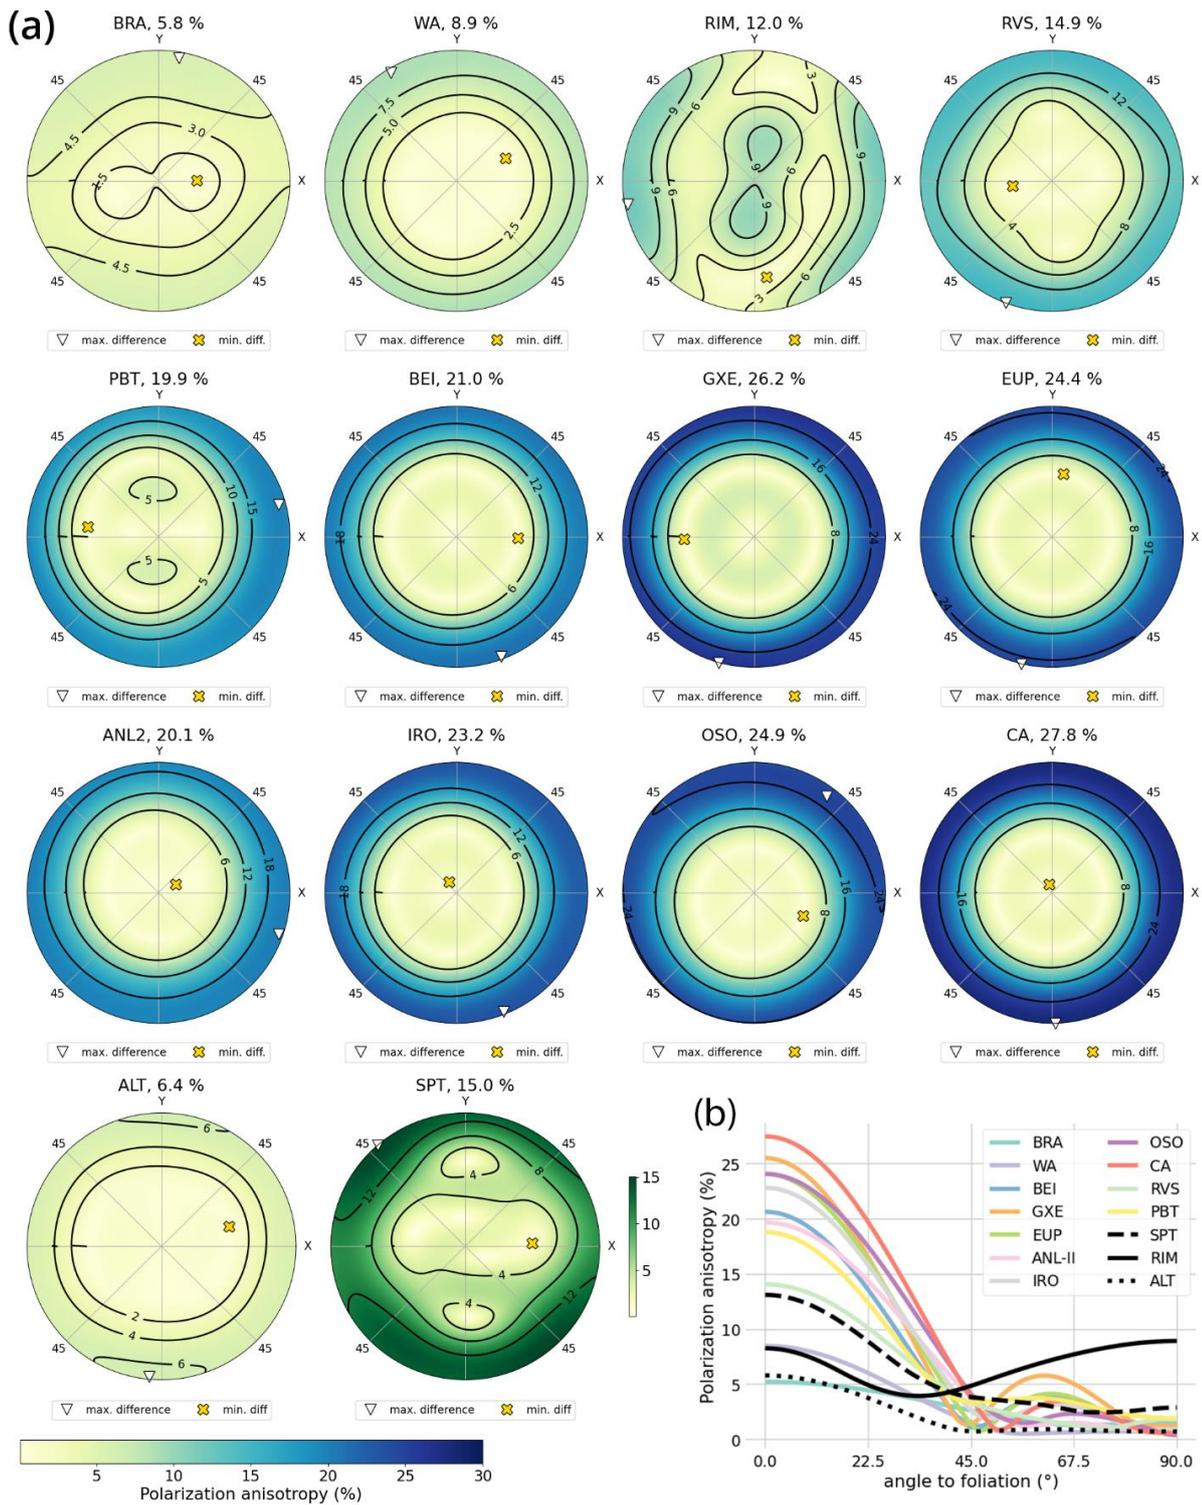 (a)
BRA, 5.8 %
WA, 8.9 %
RIM, 12.0 %
RVS, 14.9 %
Y
Y
Y
Y
45
45
45
45
45
45
45
45
4.5
3.0
1.5
4.5
7.5
5.0
2.5
3
9
6
9
6
9
9
6
9
6
3
12
4
8
X
X
X
X
45
45
45
45
45
45
45
45
max. difference
min. diff.
max. difference
min. diff.
max. difference
min. diff.
max. difference
min. diff.
PBT, 19.9 %
BEI, 21.0 %
GXE, 26.2 %
EUP, 24.4 %
Y
Y
Y
Y
45
45
45
45
45
45
45
45
5
10
15
5
5
12
18
6
16
8
24
24
8
16
24
X
X
X
X
45
45
45
45
45
45
45
45
max. difference
min. diff.
max. difference
min. diff.
max. difference
min. diff.
max. difference
min. diff.
ANL2, 20.1 %
IRO, 23.2 %
OSO, 24.9 %
CA, 27.8 %
Y
Y
Y
Y
45
45
45
45
45
45
45
45
6
12
18
12
6
18
16
8
24
24
16
8
24
X
X
X
X
45
45
45
45
45
45
45
45
max. difference
min. diff.
max. difference
min. diff.
max. difference
min. diff.
max. difference
min. diff.
ALT, 6.4 %
SPT, 15.0 %
Y
Y
45
45
45
45
6
2
4
6
4
8
12
4
12
4
X
X
45
45
45
45
15
10
5
max. difference
min. diff
max. difference
min. diff
5
10
15
20
25
30
Polarization anisotropy (%)
(b)
Polarization anisotropy (%)
25
20
15
10
5
0
BRA
WA
BEI
GXE
EUP
ANL-II
IRO
OSO
CA
RVS
PBT
SPT
RIM
ALT
0.0
22.5
45.0
67.5
90.0
angle to foliation (°)